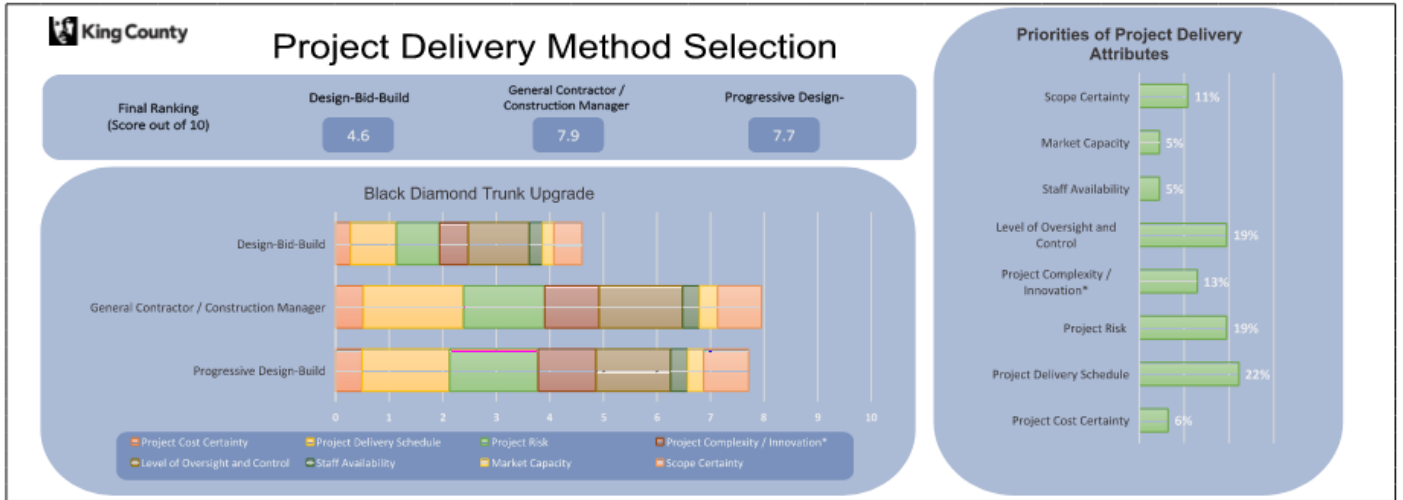 King County
Project Delivery Method Selection
Final Ranking
(Score out of 10)
Design-Bid-Build
4.6
General Contractor /
Construction Manager
7.9
Progressive Design-
7.7
Black Diamond Trunk Upgrade
Design-Bid-Build
General Contractor / Construction Manager
Progressive Design-Build
0 1 2 3 4 5 6 7 8 9 10
Project Cost Certainty Project Delivery Schedule Project Risk Project Complexity / Innovation*
Level of Oversight and Control Staff Availability Market Capacity Scope Certainty
Priorities of Project Delivery
Attributes
Scope Certainty 11%
Market Capacity 5%
Staff Availability 5%
Level of Oversight and
Control 19%
Project Complexity /
Innovation* 13%
Project Risk 19%
Project Delivery Schedule 22%
Project Cost Certainty 6%